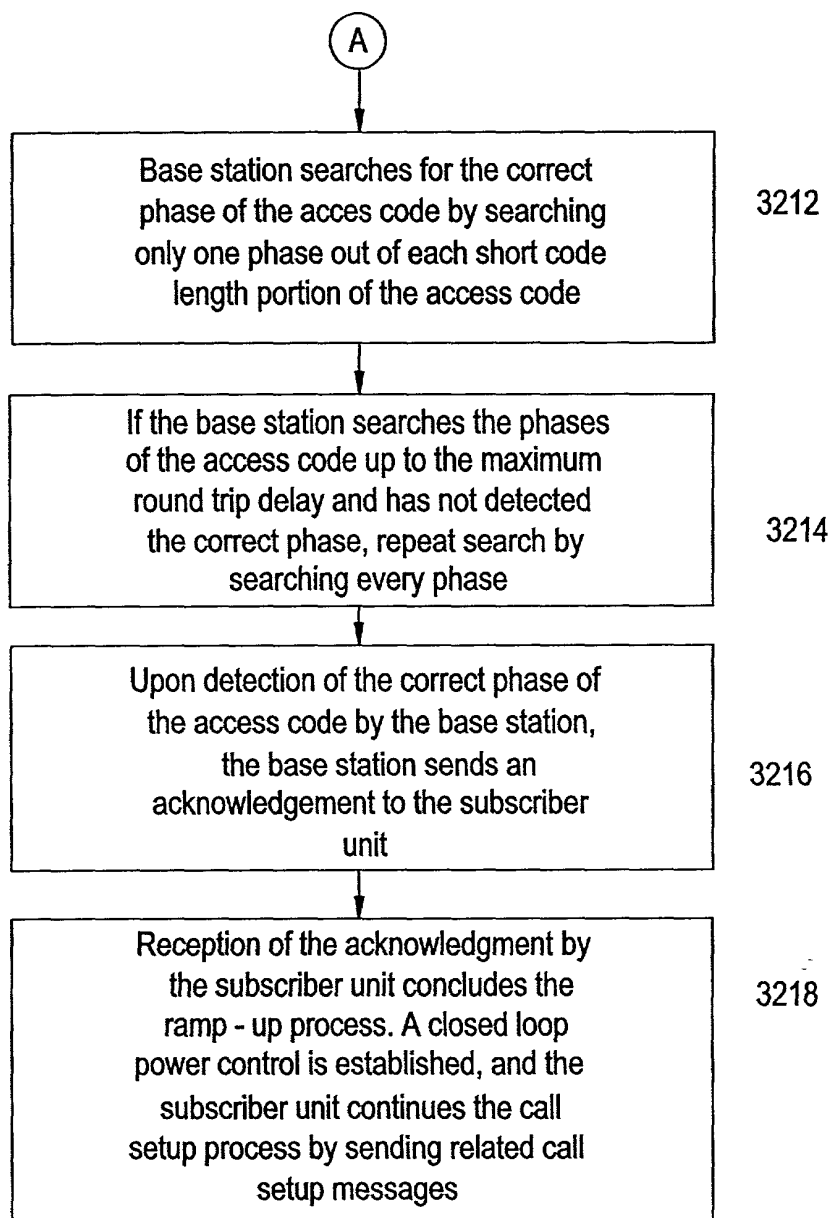 A
Base station searches for the correct
phase of the acces code by searching
only one phase out of each short code
length portion of the access code
3212
If the base station searches the phases
of the access code up to the maximum
round trip delay and has not detected
the correct phase, repeat search by
searching every phase
3214
Upon detection of the correct phase of
the access code by the base station,
the base station sends an
acknowledgement to the subscriber
unit
3216
Reception of the acknowledgment by
the subscriber unit concludes the
ramp - up process. A closed loop
power control is established, and the
subscriber unit continues the call
setup process by sending related call
setup messages
3218